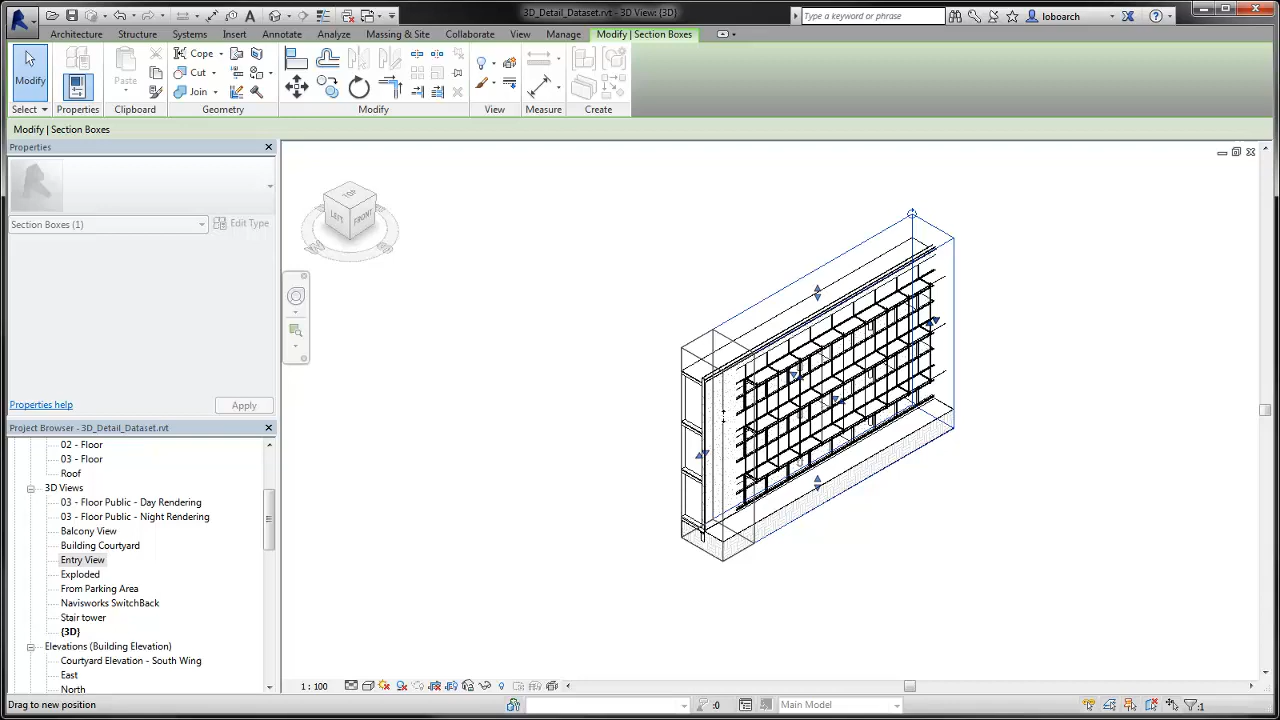 3D_Detail_Dataset.rvt - 3D View: {3D}
Type a keyword or phrase
loboarch
Architecture
Structure
Systems
Insert
Annotate
Analyze
Massing & Site
Collaborate
View
Manage
Modify | Section Boxes
Modify
Paste
Cope
Cut
Join
Select
Properties
Clipboard
Geometry
Modify
View
Measure
Create
Modify | Section Boxes
Properties
Section Boxes (1)
Edit Type
Properties help
Apply
Project Browser - 3D_Detail_Dataset.rvt
02 - Floor
03 - Floor
Roof
3D Views
03 - Floor Public - Day Rendering
03 - Floor Public - Night Rendering
Balcony View
Building Courtyard
Entry View
Exploded
From Parking Area
Navisworks SwitchBack
Stair tower
{3D}
Elevations (Building Elevation)
Courtyard Elevation - South Wing
East
North
TOP
LEFT
FRONT
1 : 100
Drag to new position
:0
Main Model
:1